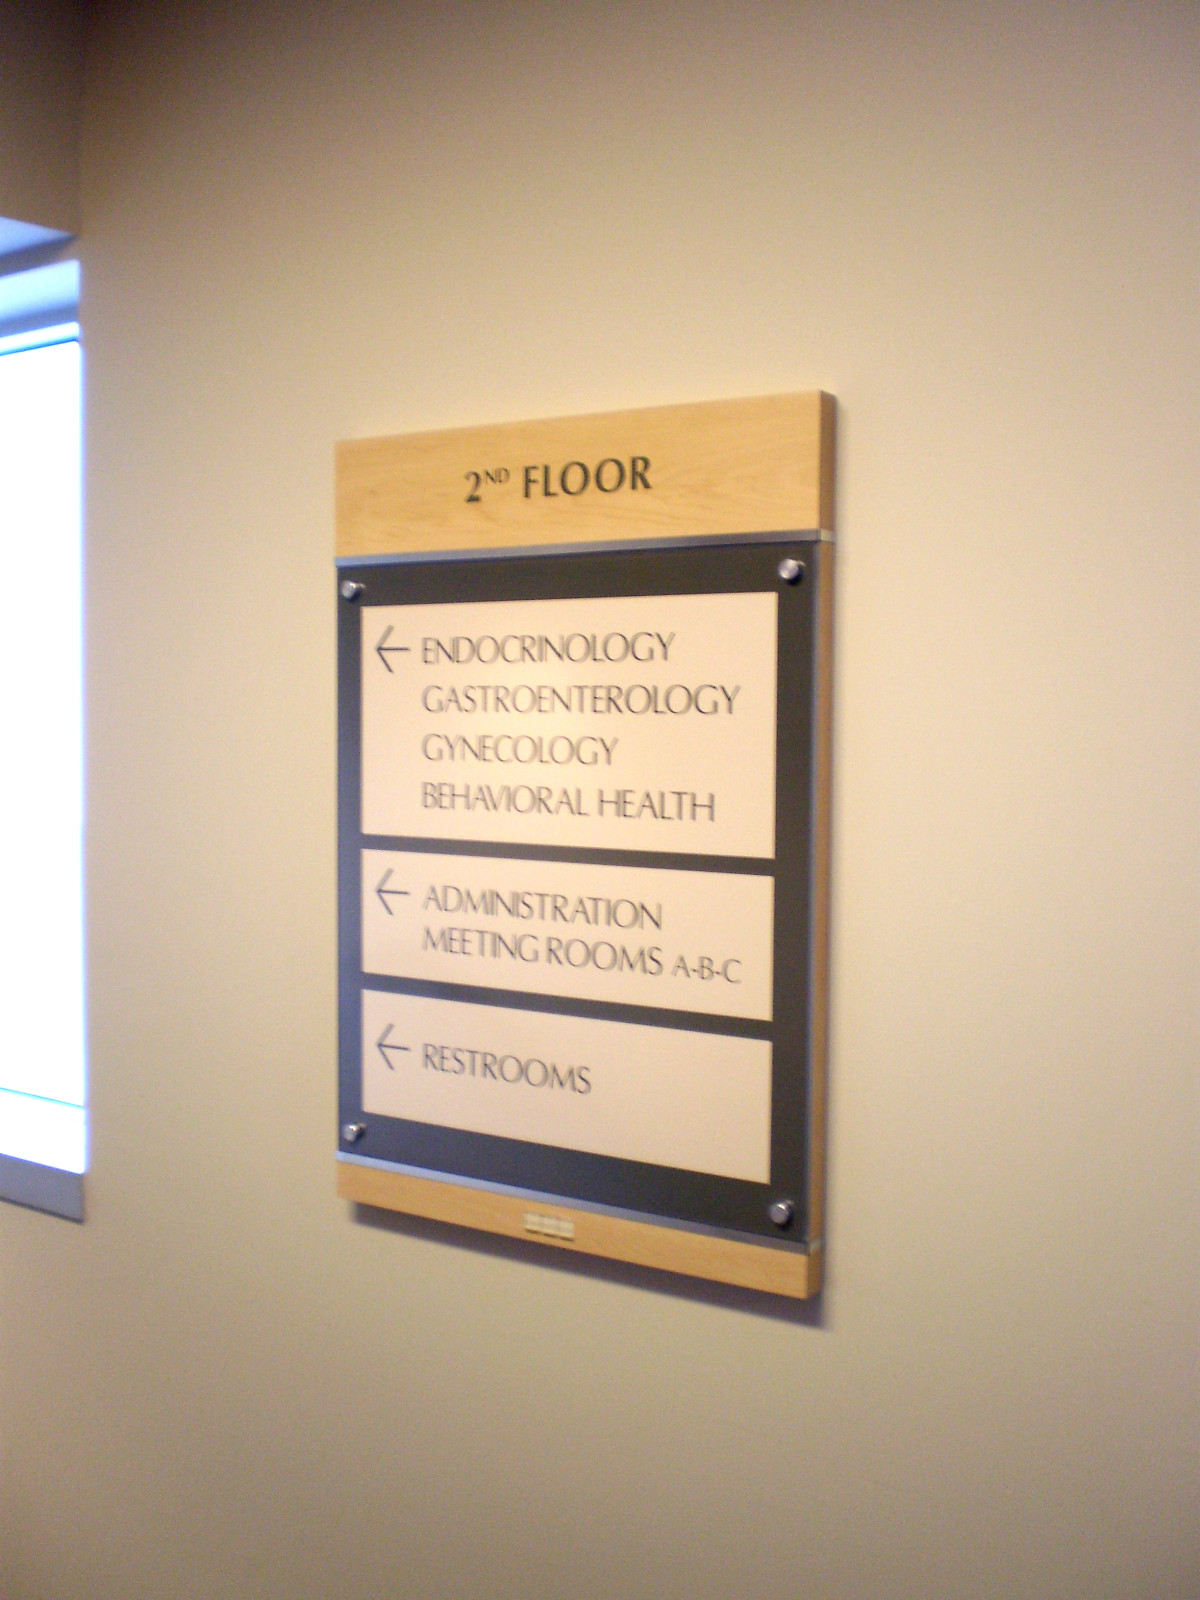 2ND FLOOR
← ENDOCRINOLOGY
GASTROENTEROLOGY
GYNECOLOGY
BEHAVIORAL HEALTH
← ADMINISTRATION
MEETING ROOMS A-B-C
← RESTROOMS